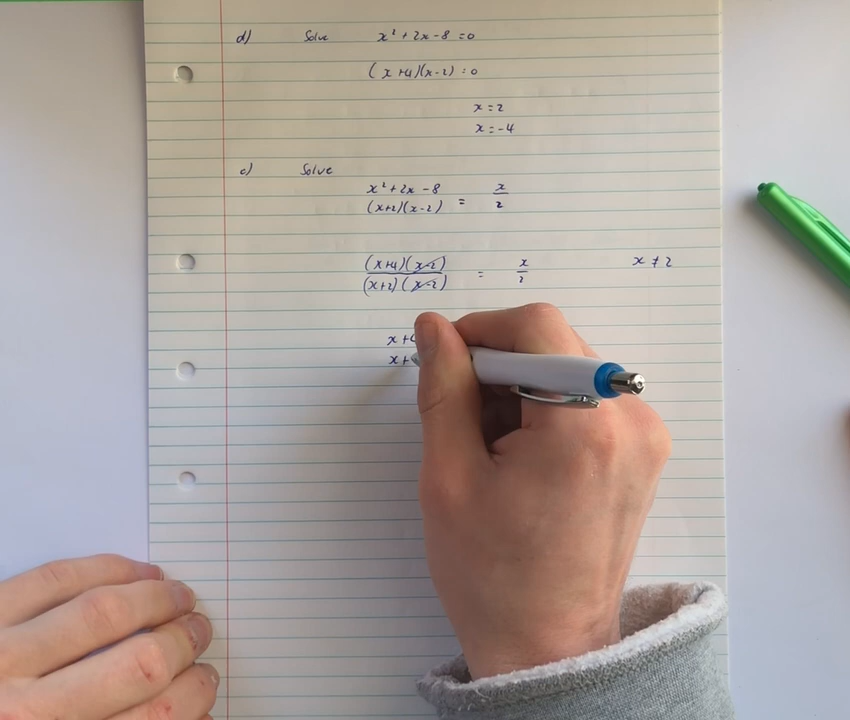 d) Solve x² + 2x - 8 = 0
(x+4)(x-2) = 0
x = 2
x = -4
c) Solve
x² + 2x - 8 = x
(x+2)(x-2) 2
(x+4)(x-2) = x x ≠ 2
(x+2)(x-2) 2
x+
x+